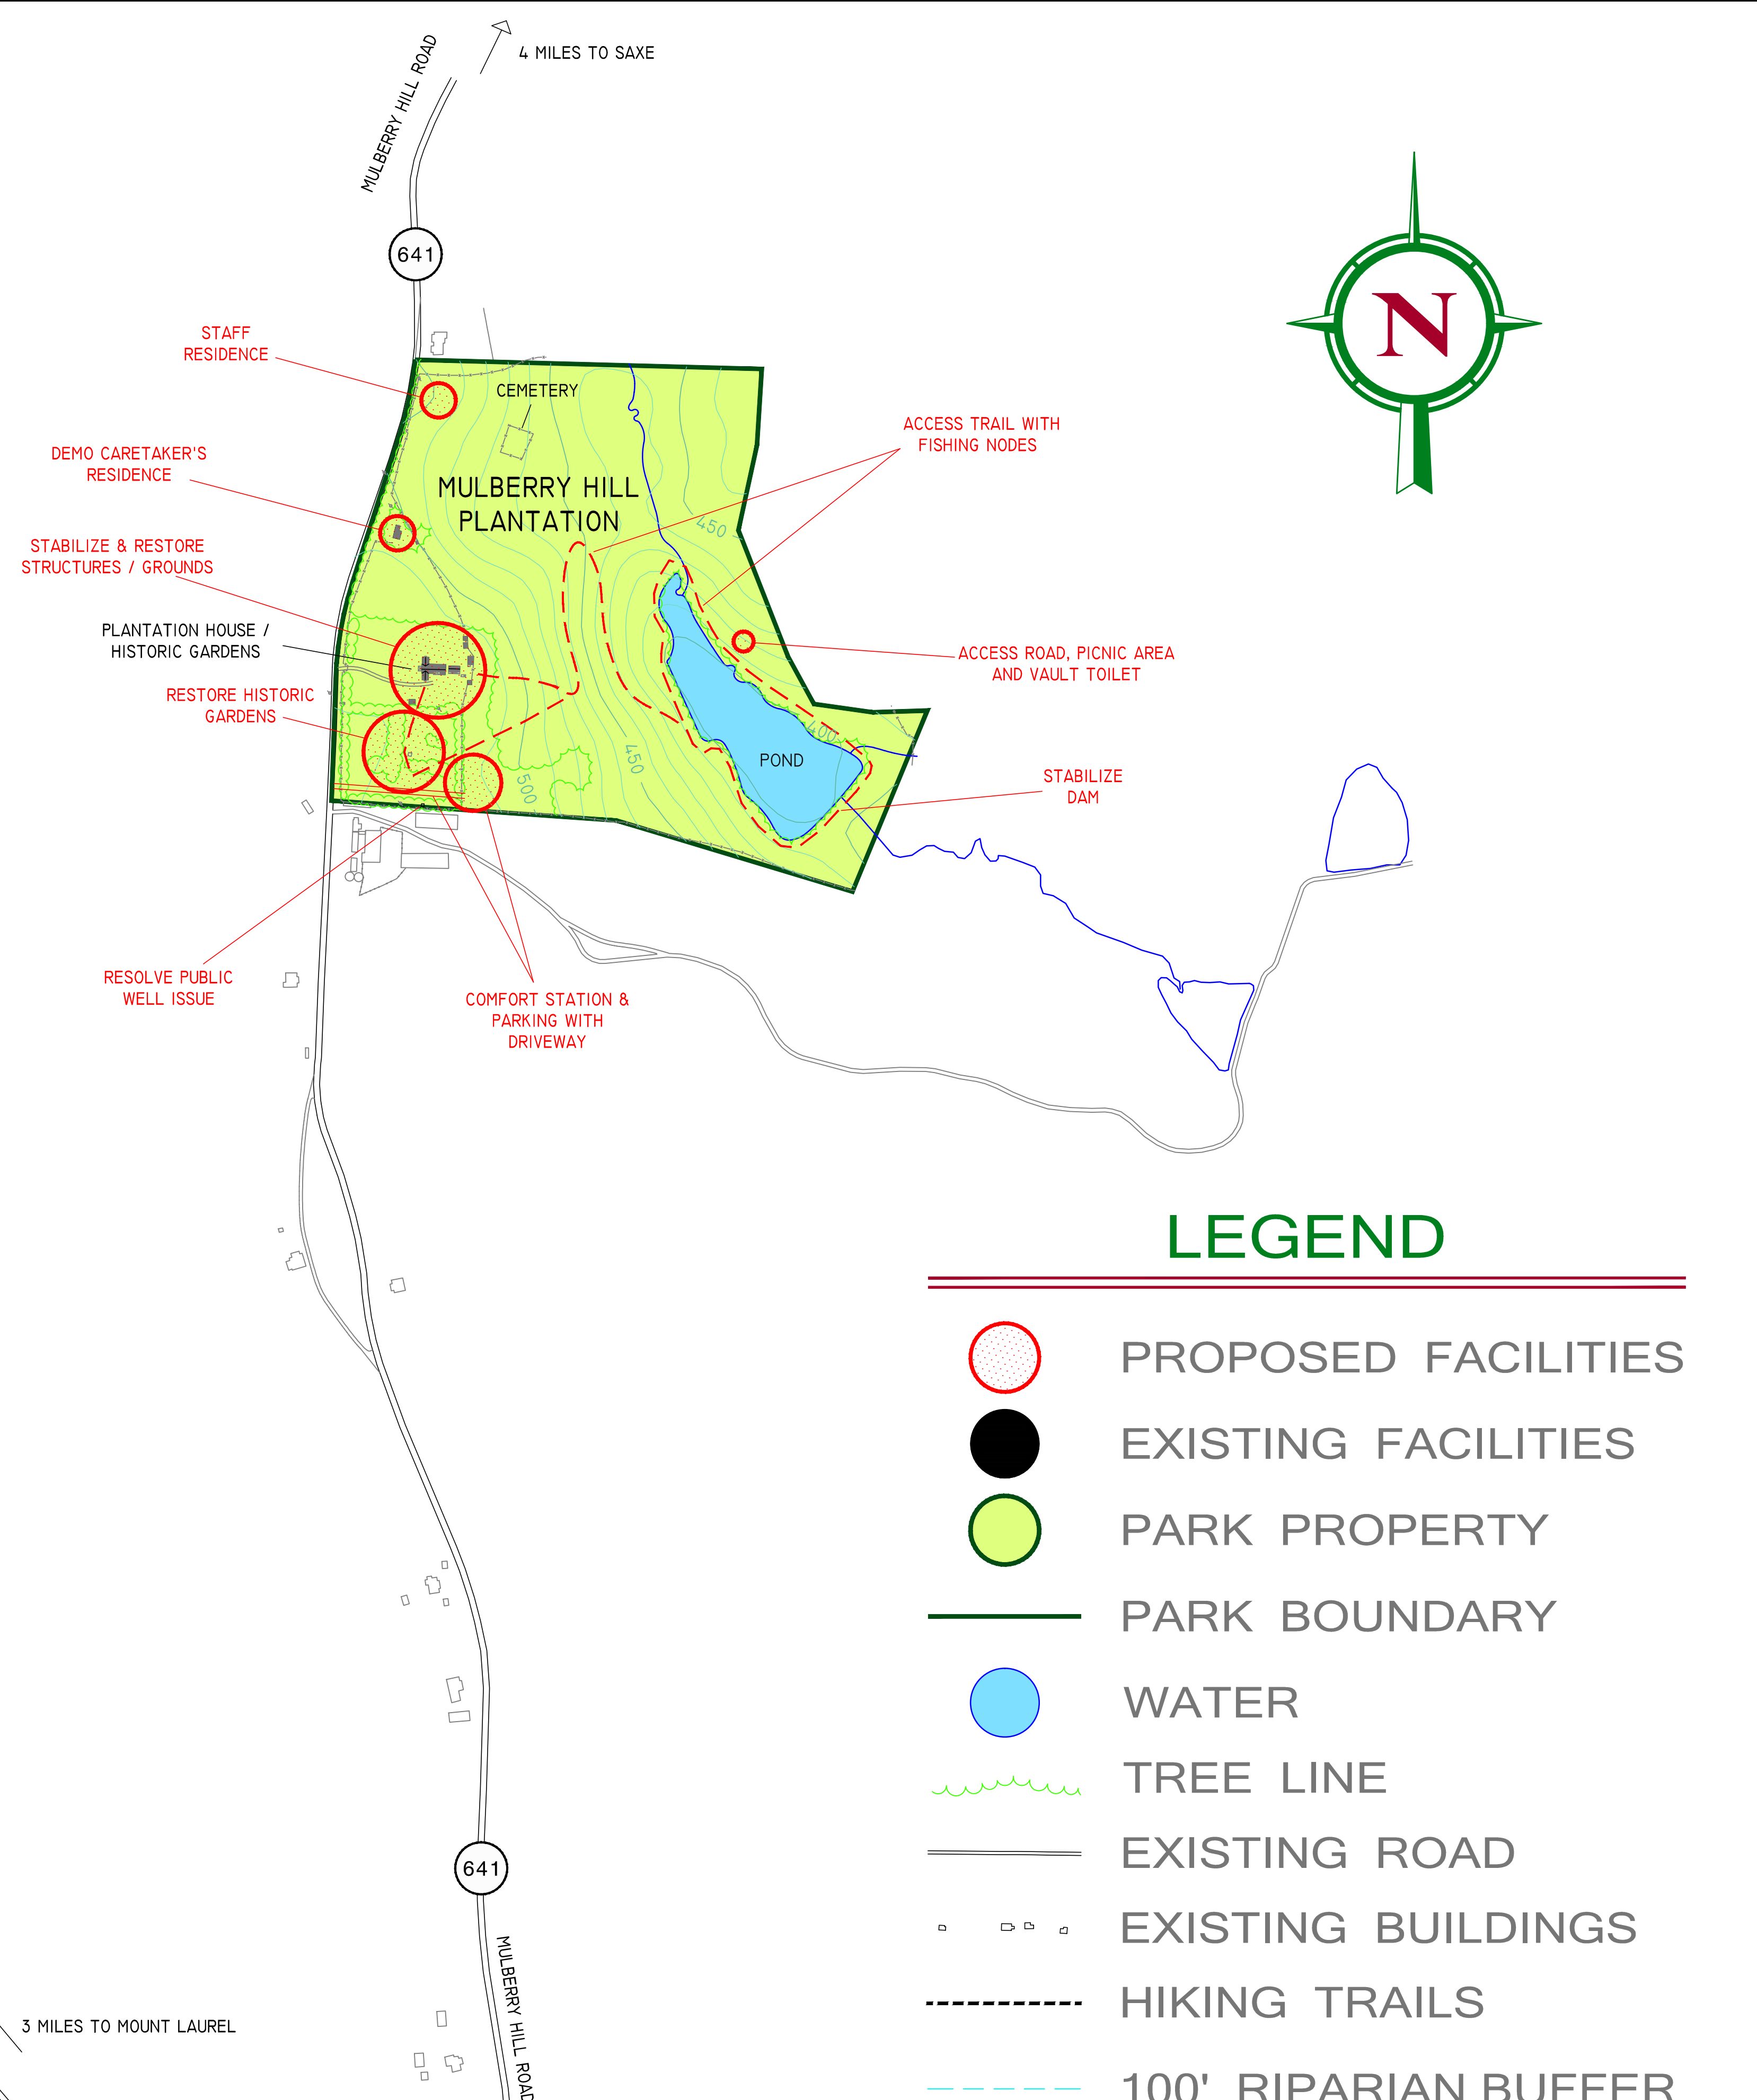 MULBERRY HILL ROAD
4 MILES TO SAXE
641
N
STAFF
RESIDENCE
CEMETERY
ACCESS TRAIL WITH
FISHING NODES
DEMO CARETAKER'S
RESIDENCE
MULBERRY HILL
PLANTATION
450
STABILIZE & RESTORE
STRUCTURES / GROUNDS
PLANTATION HOUSE /
HISTORIC GARDENS
ACCESS ROAD, PICNIC AREA
AND VAULT TOILET
RESTORE HISTORIC
GARDENS
400
450
POND
500
STABILIZE
DAM
RESOLVE PUBLIC
WELL ISSUE
COMFORT STATION &
PARKING WITH
DRIVEWAY
LEGEND
PROPOSED FACILITIES
EXISTING FACILITIES
PARK PROPERTY
PARK BOUNDARY
WATER
TREE LINE
EXISTING ROAD
641
EXISTING BUILDINGS
MULBERRY HILL ROAD
HIKING TRAILS
3 MILES TO MOUNT LAUREL
100' RIPARIAN BUFFER